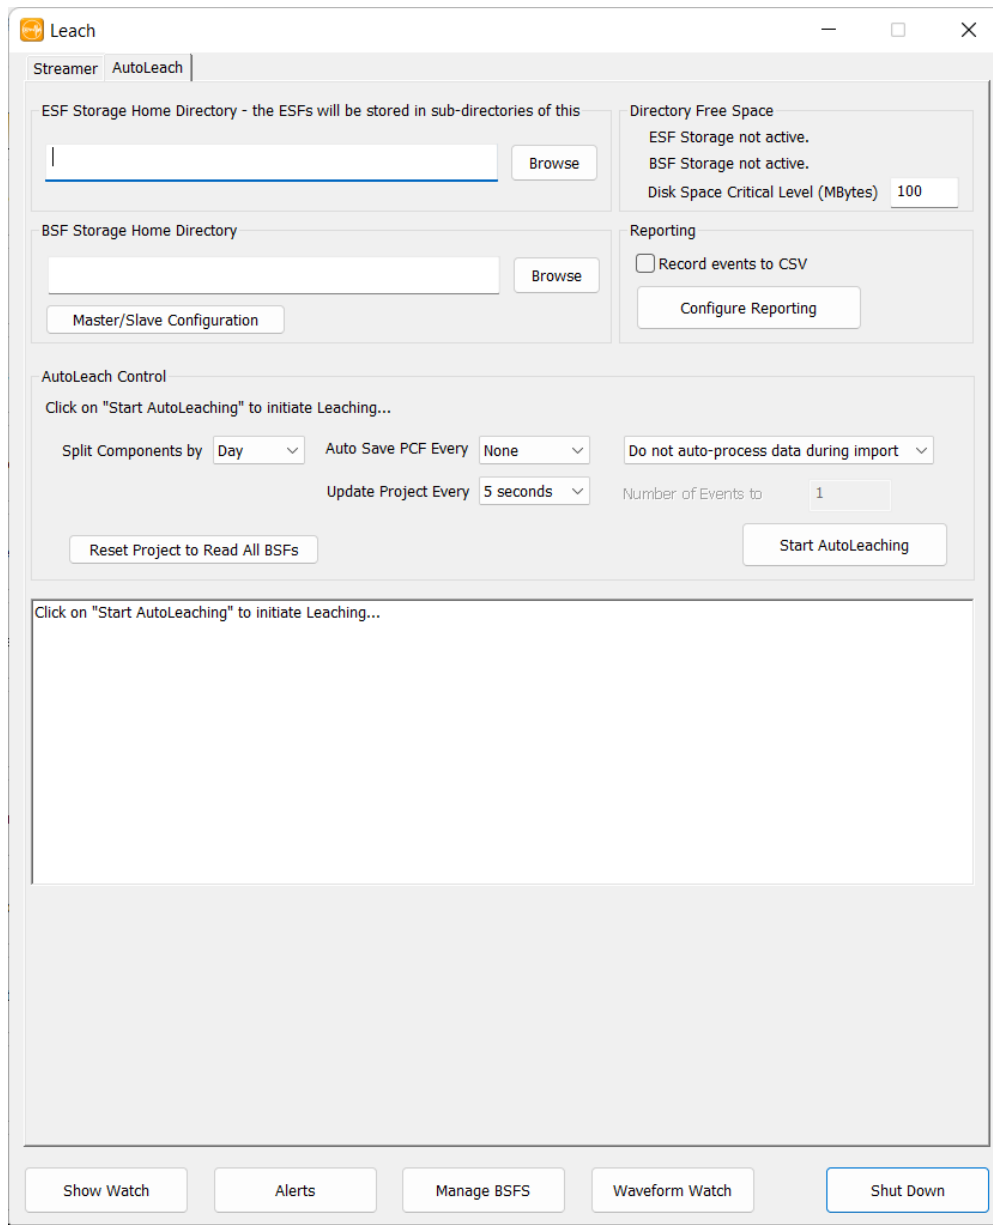 Leach
Streamer AutoLeach
ESF Storage Home Directory - the ESFs will be stored in sub-directories of this
Browse
Directory Free Space
ESF Storage not active.
BSF Storage not active.
Disk Space Critical Level (MBytes) 100
BSF Storage Home Directory
Browse
Master/Slave Configuration
Reporting
Record events to CSV
Configure Reporting
AutoLeach Control
Click on "Start AutoLeaching" to initiate Leaching...
Split Components by Day Auto Save PCF Every None Do not auto-process data during import
Update Project Every 5 seconds Number of Events to 1
Reset Project to Read All BSFs Start AutoLeaching
Click on "Start AutoLeaching" to initiate Leaching...
Show Watch Alerts Manage BSFS Waveform Watch Shut Down